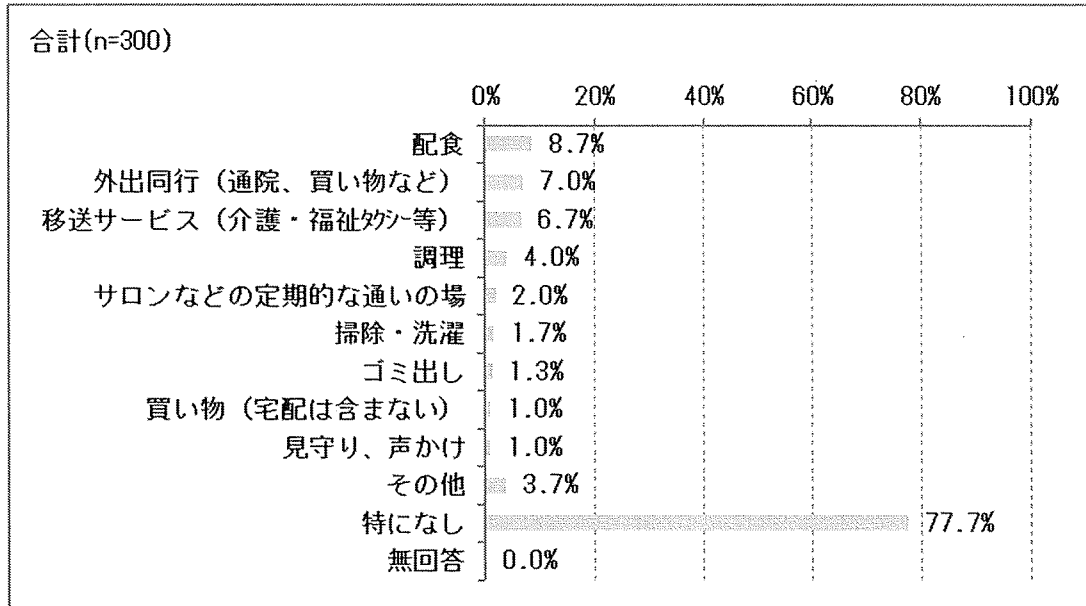 合計(n=300)
0% 20% 40% 60% 80% 100%
配食 8.7%
外出同行（通院、買い物など） 7.0%
移送サービス（介護・福祉ﾀｸｼｰ等） 6.7%
調理 4.0%
サロンなどの定期的な通いの場 2.0%
掃除・洗濯 1.7%
ゴミ出し 1.3%
買い物（宅配は含まない） 1.0%
見守り、声かけ 1.0%
その他 3.7%
特になし 77.7%
無回答 0.0%